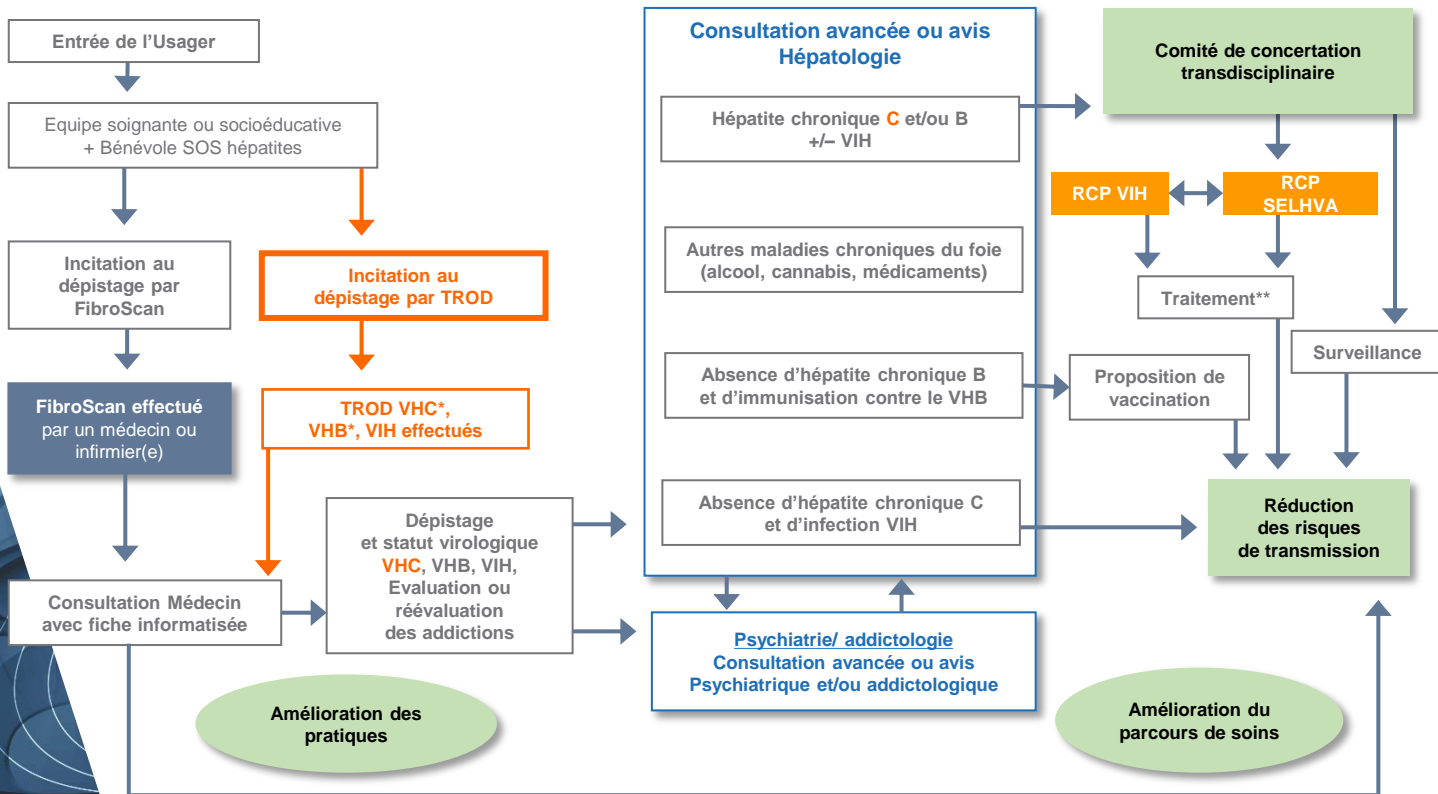 Entrée de l'Usager
Equipe soignante ou socioéducative
+ Bénévole SOS hépatites
Incitation au
dépistage par
FibroScan
Incitation au
dépistage par TROD
FibroScan effectué
par un médecin ou
infirmier(e)
TROD VHC*,
VHB*, VIH effectués
Consultation Médecin
avec fiche informatisée
Dépistage
et statut virologique
VHC, VHB, VIH,
Evaluation ou
réévaluation
des addictions
Amélioration des
pratiques
Consultation avancée ou avis
Hépatologie
Hépatite chronique C et/ou B
+/– VIH
Autres maladies chroniques du foie
(alcool, cannabis, médicaments)
Absence d'hépatite chronique B
et d'immunisation contre le VHB
Absence d'hépatite chronique C
et d'infection VIH
Psychiatrie/ addictologie
Consultation avancée ou avis
Psychiatrique et/ou addictologique
Comité de concertation
transdisciplinaire
RCP VIH
RCP
SELHVA
Traitement**
Surveillance
Proposition de
vaccination
Réduction
des risques
de transmission
Amélioration du
parcours de soins